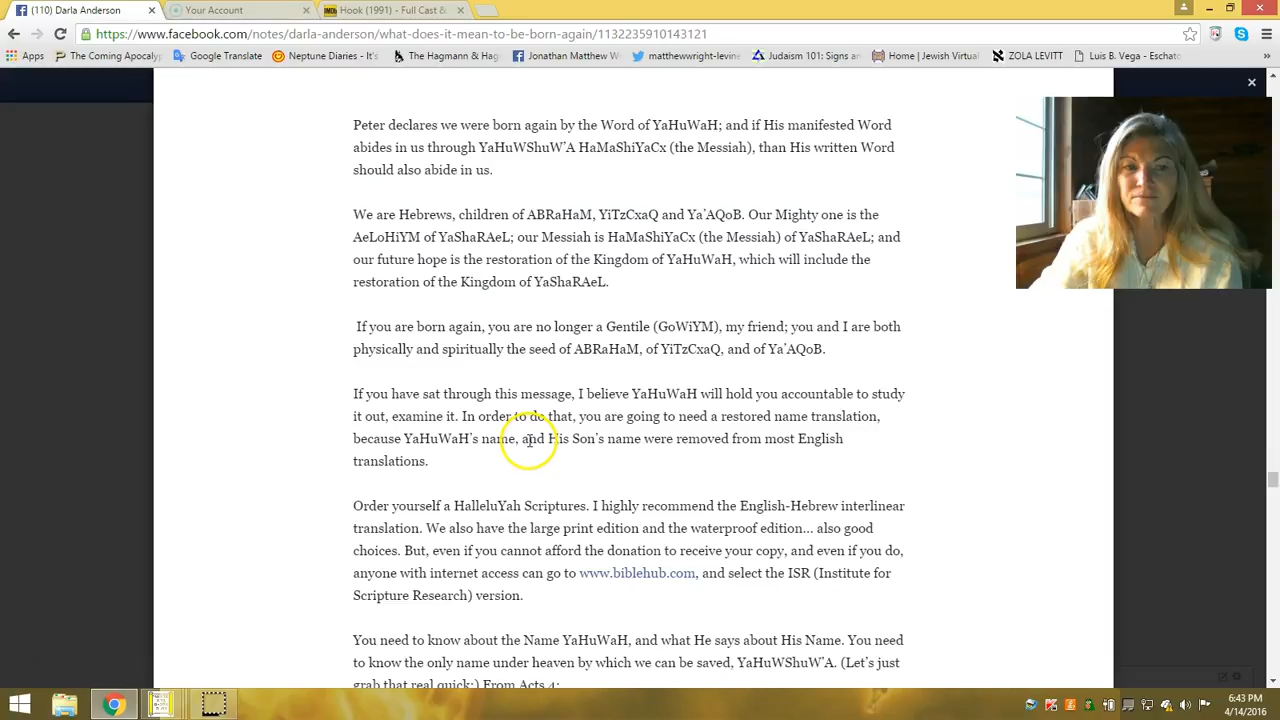 (110) Darla Anderson
Your Account
Hook (1991) - Full Cast &
https://www.facebook.com/notes/darla-anderson/what-does-it-mean-to-be-born-again/1132235910143121
Apps
The Coming Apocalyp
Google Translate
Neptune Diaries - It's
The Hagmann & Hag
Jonathan Matthew W
matthewwright-levine
Judaism 101: Signs an
Home | Jewish Virtual
ZOLA LEVITT
Luis B. Vega - Eschato
Peter declares we were born again by the Word of YaHuWaH; and if His manifested Word
abides in us through YaHuWShuW'A HaMaShiYaCx (the Messiah), than His written Word
should also abide in us.
We are Hebrews, children of ABRaHaM, YiTzCxaQ and Ya'AQoB. Our Mighty one is the
AeLoHiYM of YaShaRAeL; our Messiah is HaMaShiYaCx (the Messiah) of YaShaRAeL; and
our future hope is the restoration of the Kingdom of YaHuWaH, which will include the
restoration of the Kingdom of YaShaRAeL.
If you are born again, you are no longer a Gentile (GoWiYM), my friend; you and I are both
physically and spiritually the seed of ABRaHaM, of YiTzCxaQ, and of Ya'AQoB.
If you have sat through this message, I believe YaHuWaH will hold you accountable to study
it out, examine it. In order to do that, you are going to need a restored name translation,
because YaHuWaH's name, and His Son's name were removed from most English
translations.
Order yourself a HalleluYah Scriptures. I highly recommend the English-Hebrew interlinear
translation. We also have the large print edition and the waterproof edition... also good
choices. But, even if you cannot afford the donation to receive your copy, and even if you do,
anyone with internet access can go to www.biblehub.com, and select the ISR (Institute for
Scripture Research) version.
You need to know about the Name YaHuWaH, and what He says about His Name. You need
to know the only name under heaven by which we can be saved, YaHuWShuW'A. (Let's just
grab that real quick:) From Acts 4:
6:43 PM
4/14/2016